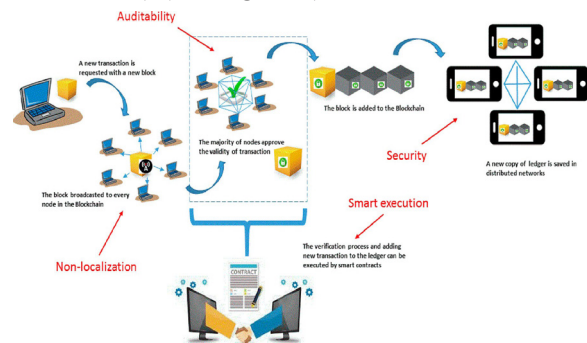 Auditability
A new transaction is
requested with a new block
The block is added to the Blockchain
The majority of nodes approve
the validity of transaction
Security
A new copy of ledger is saved in
distributed networks
The block broadcasted to every
node in the Blockchain
Smart execution
Non-localization
The verification process and adding
new transaction to the ledger can be
executed by smart contracts
CONTRACT